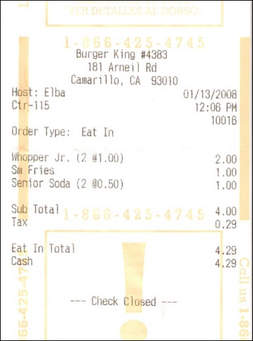 1-866-425-4745
Burger King #4383
181 Arneil Rd
Camarillo, CA 93010
Host: Elba 01/13/2008
Ctr-115 12:06 PM
10016
Order Type: Eat In
Whopper Jr. (2 @1.00) 2.00
Sm Fries 1.00
Senior Soda (2 @0.50) 1.00
Sub Total 4.00
1-866-425-4745
Tax 0.29
Eat In Total 4.29
Cash 4.29
--- Check Closed ---
Call us 1-86
66-425-47